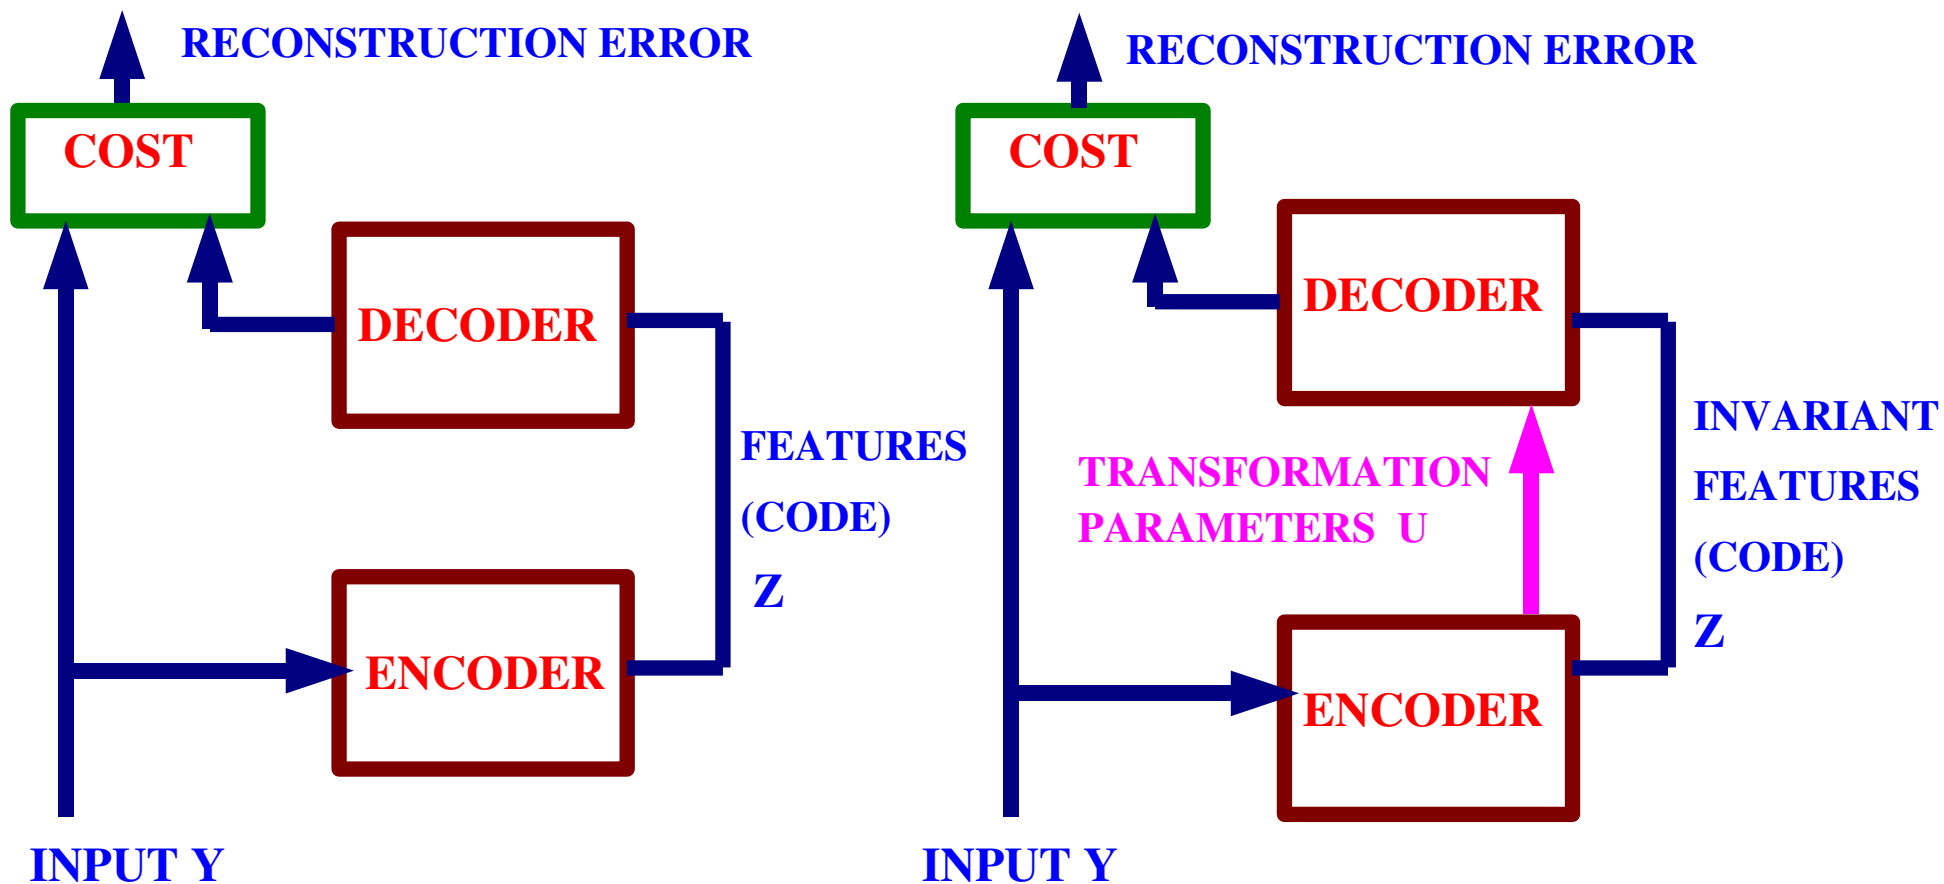 RECONSTRUCTION ERROR
COST
DECODER
FEATURES
(CODE)
Z
ENCODER
INPUT Y
RECONSTRUCTION ERROR
COST
DECODER
INVARIANT
FEATURES
(CODE)
Z
TRANSFORMATION
PARAMETERS U
ENCODER
INPUT Y